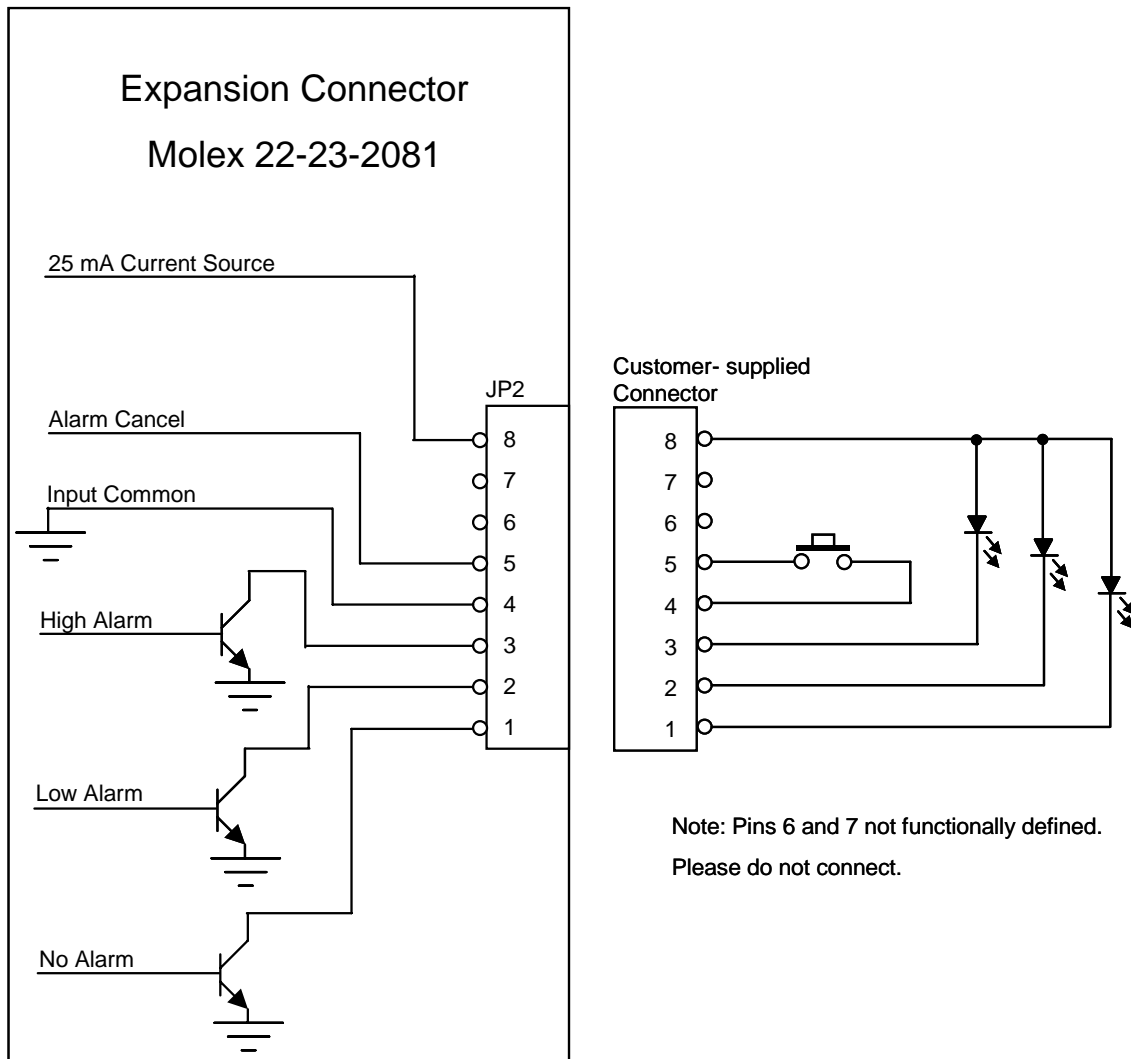 Expansion Connector
Molex 22-23-2081
25 mA Current Source
Alarm Cancel
Input Common
High Alarm
Low Alarm
No Alarm
JP2
8
7
6
5
4
3
2
1
Customer- supplied
Connector
8
7
6
5
4
3
2
1
Note: Pins 6 and 7 not functionally defined.
Please do not connect.